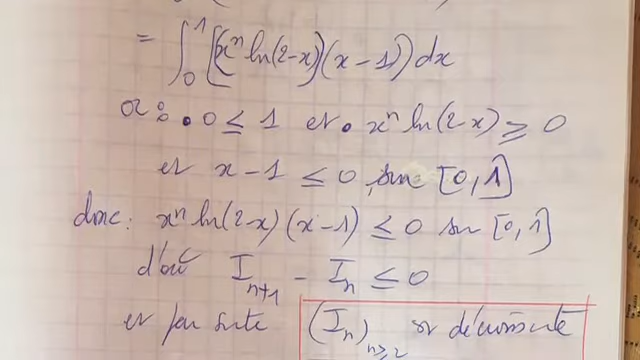 = ∫₀¹ [xⁿ ln(2-x)](x-1) dx
or : • 0 ≤ 1 et • xⁿ ln(2-x) ≥ 0
et x-1 ≤ 0 sur [0,1]
donc : xⁿ ln(2-x)(x-1) ≤ 0 sur [0,1]
d'où Iₙ₊₁ - Iₙ ≤ 0
et par suite (Iₙ)ₙ≥₂ est décroissante